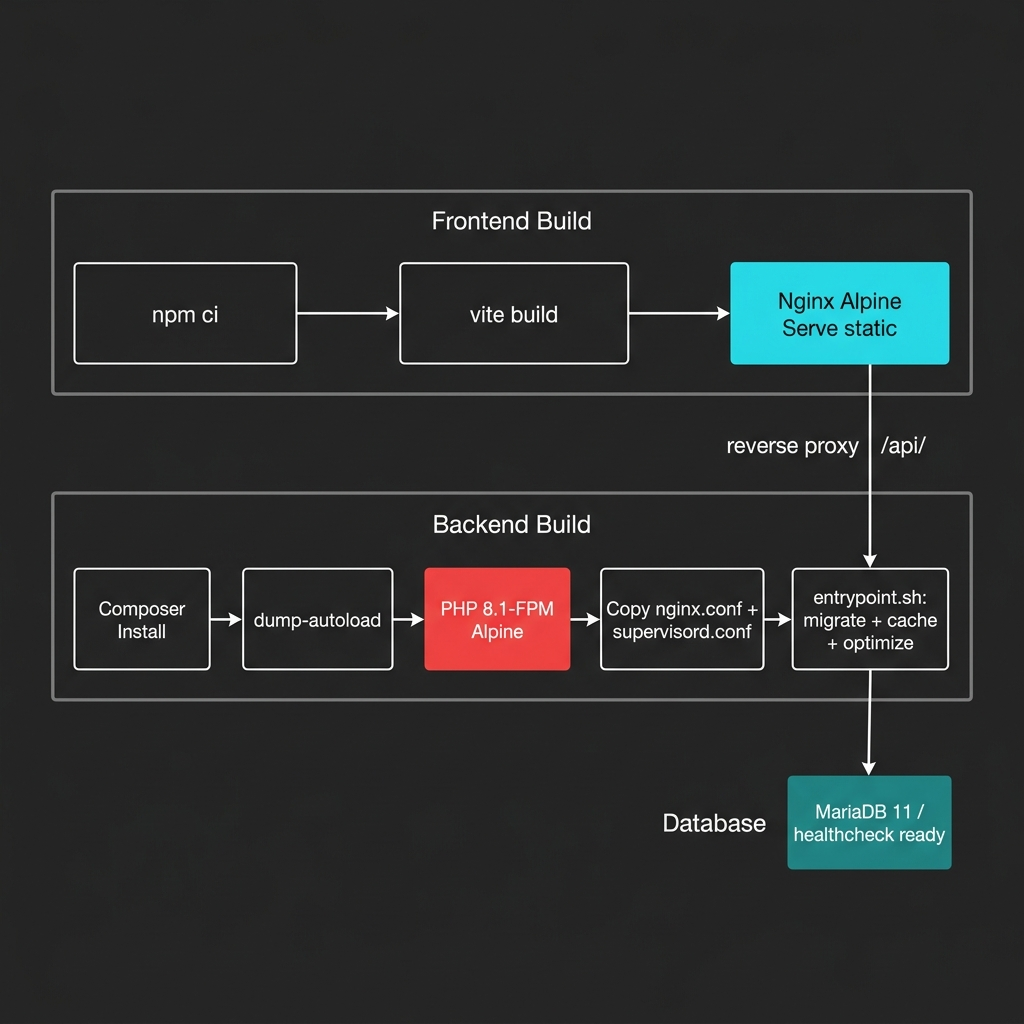 Frontend Build
npm ci
vite build
Nginx Alpine
Serve static
reverse proxy
/api/
Backend Build
Composer
Install
dump-autoload
PHP 8.1-FPM
Alpine
Copy nginx.conf +
supervisord.conf
entrypoint.sh:
migrate + cache
+ optimize
Database
MariaDB 11 /
healthcheck ready